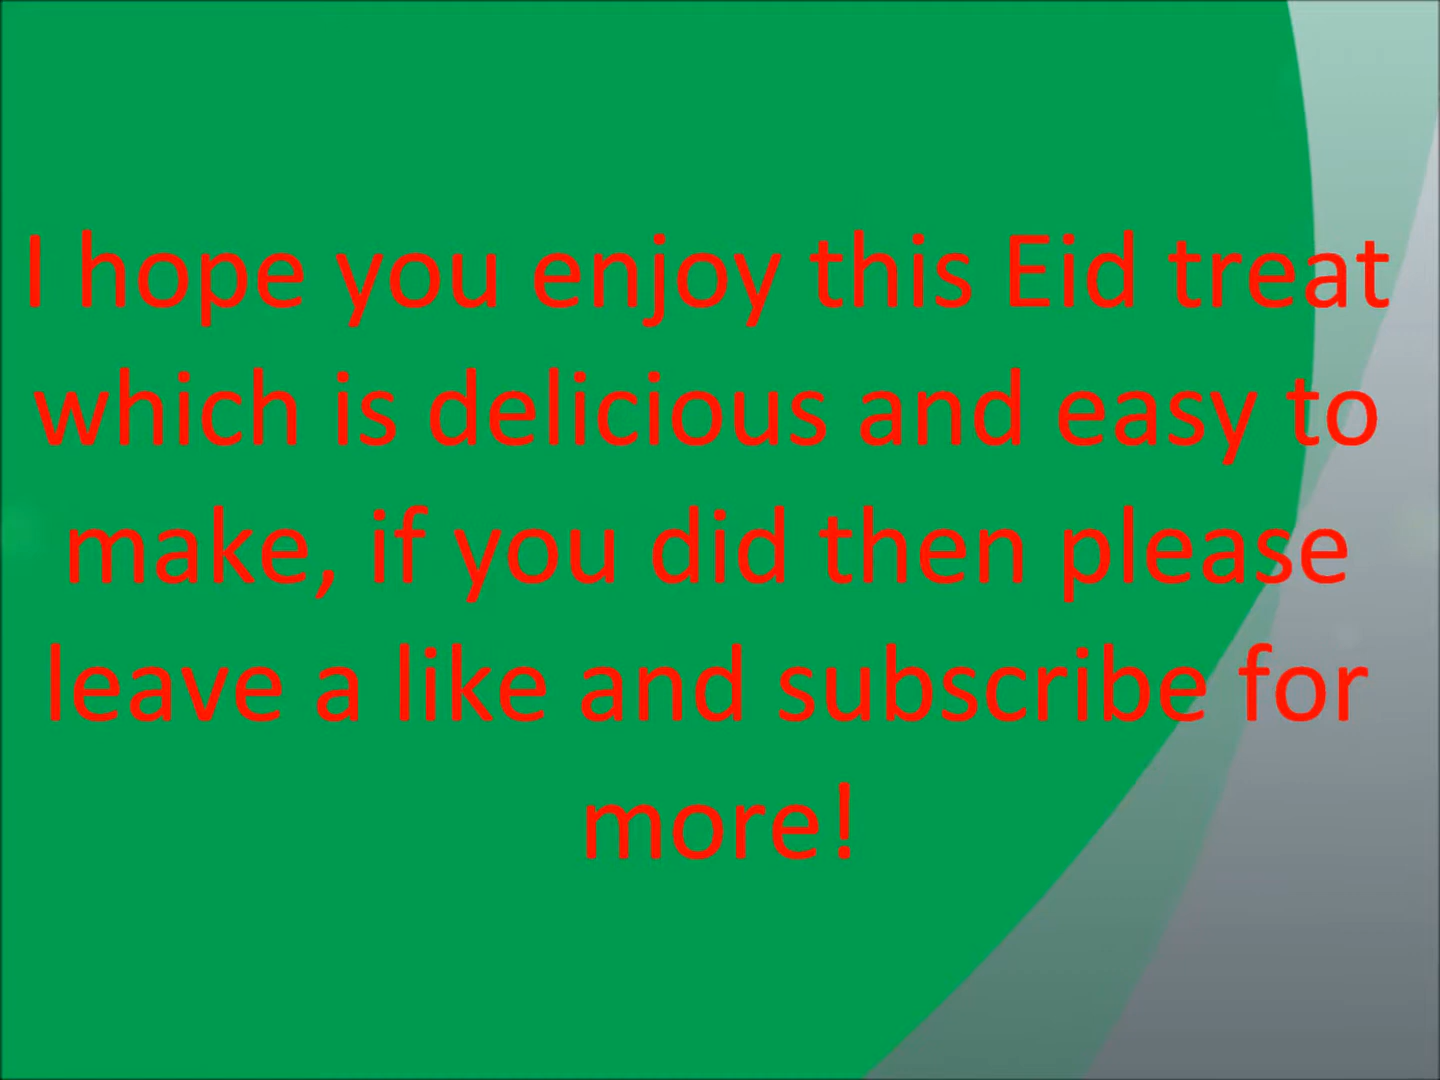 I hope you enjoy this Eid treat
which is delicious and easy to
make, if you did then please
leave a like and subscribe for
more!